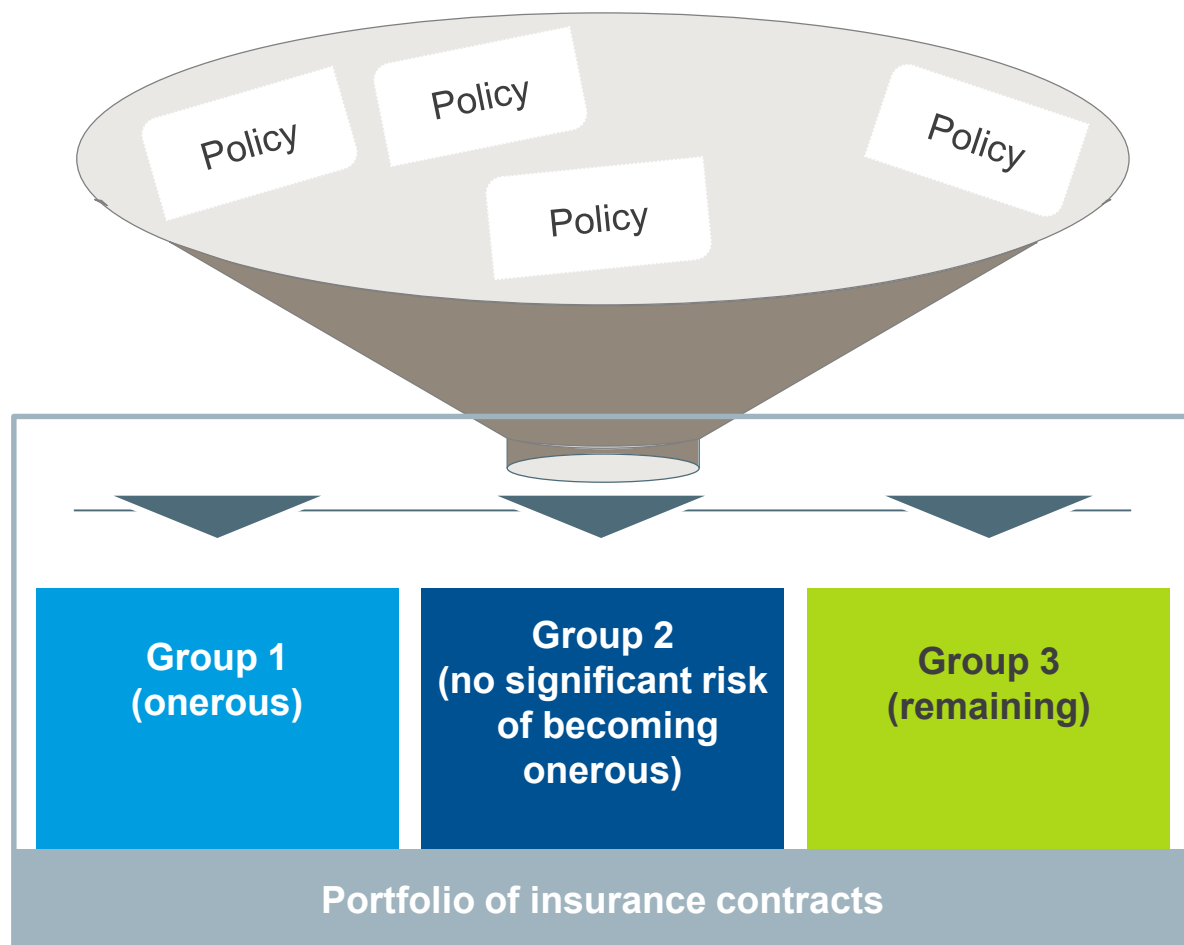 Policy
Policy
Policy
Policy
Group 1
(onerous)
Group 2
(no significant risk
of becoming
onerous)
Group 3
(remaining)
Portfolio of insurance contracts